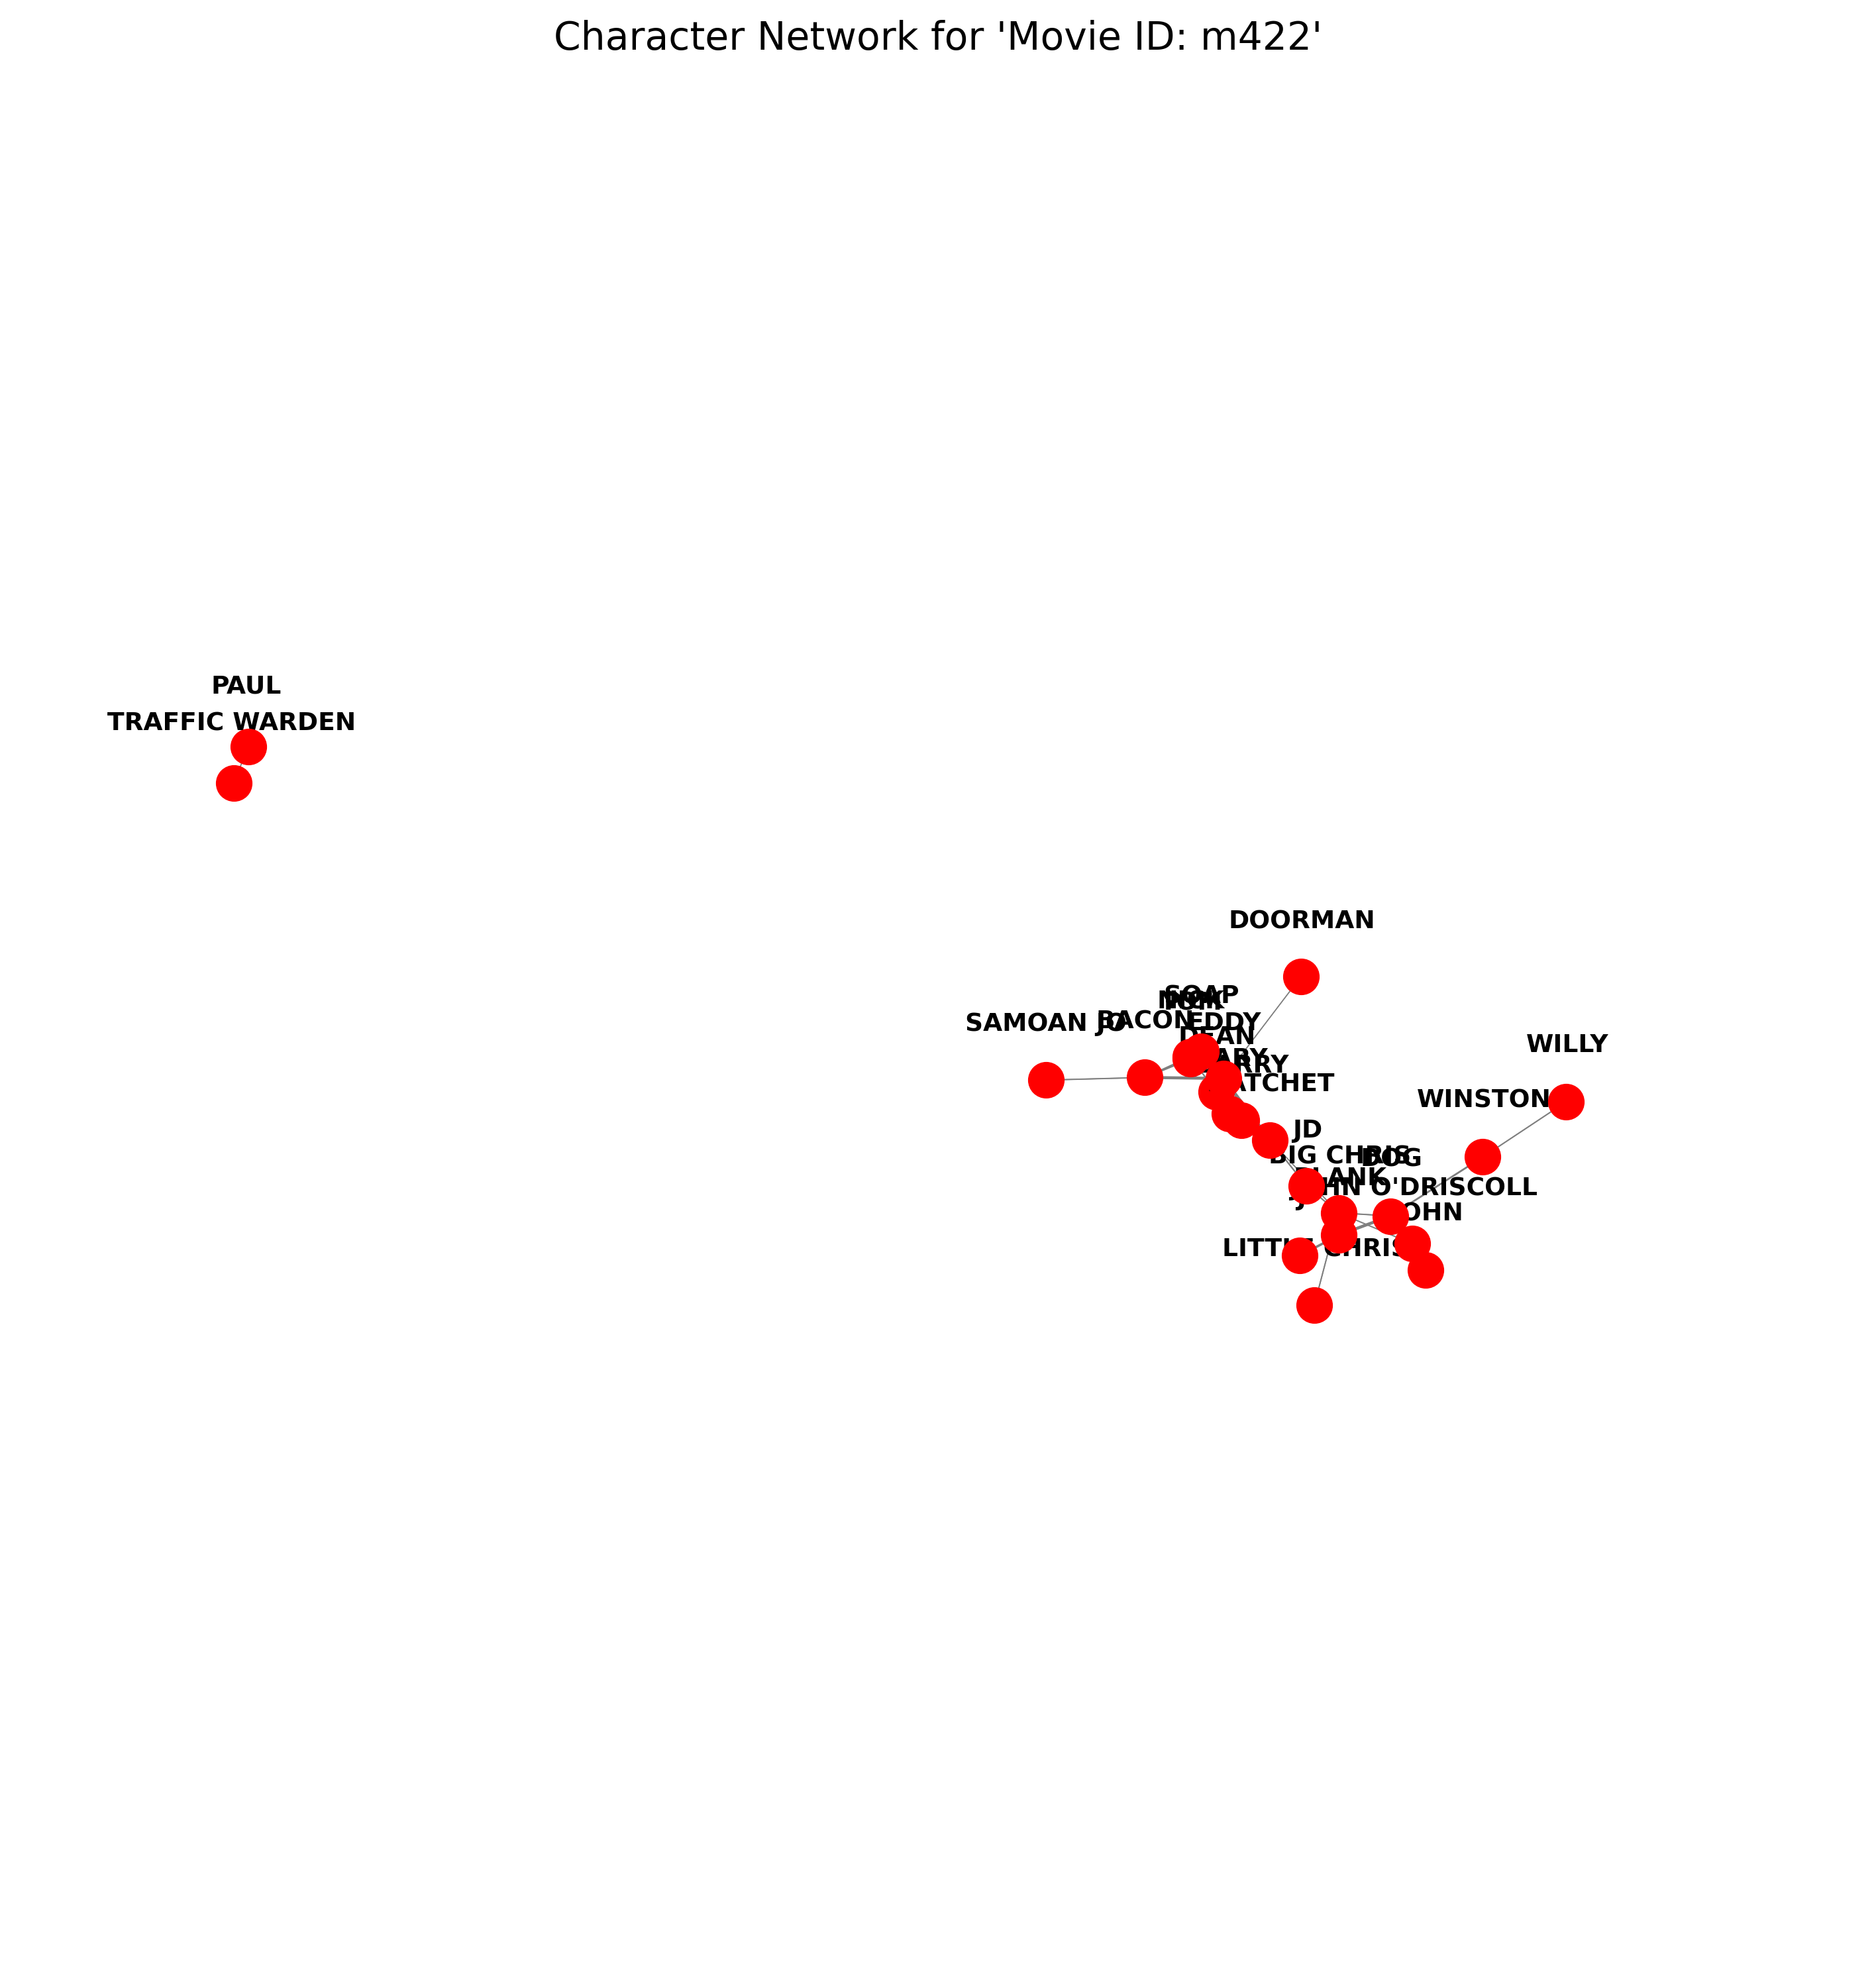 Character Network for 'Movie ID: m422'
PAUL
TRAFFIC WARDEN
DOORMAN
SOAP
SAMOAN JO
BACON
EDDY
DEAN
WILLY
WINSTON
JD
BIG CHRIS
DOG
PLANK
JOHN O'DRISCOLL
JOHN
LITTLE CHRIS